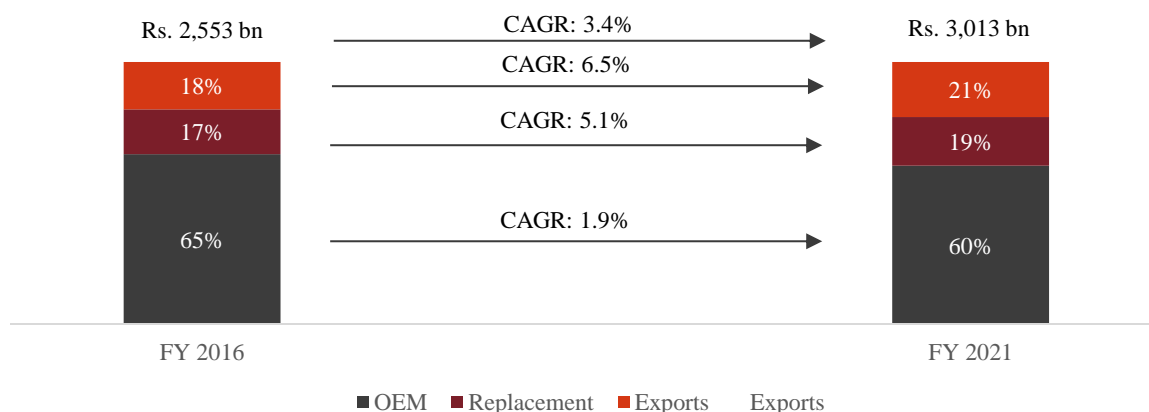 CAGR: 3.4%
Rs. 2,553 bn
Rs. 3,013 bn
CAGR: 6.5%
18%
21%
CAGR: 5.1%
17%
19%
CAGR: 1.9%
65%
60%
FY 2016
FY 2021
OEM Replacement Exports Exports